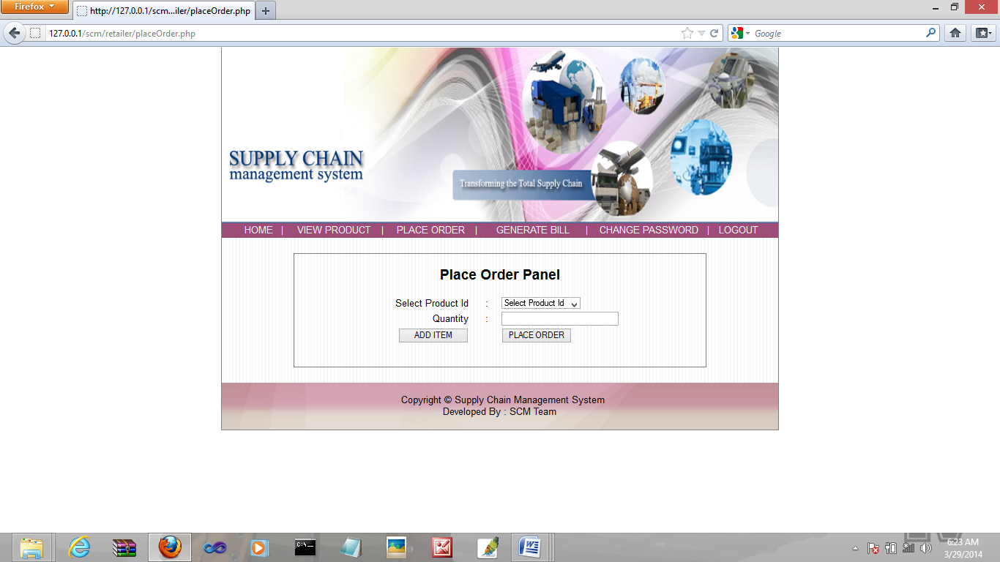 Firefox
http://127.0.0.1/scm...iler/placeOrder.php
127.0.0.1/scm/retailer/placeOrder.php
Google
SUPPLY CHAIN
management system
Transforming the Total Supply Chain
HOME | VIEW PRODUCT | PLACE ORDER | GENERATE BILL | CHANGE PASSWORD | LOGOUT
Place Order Panel
Select Product Id : Select Product Id
Quantity :
ADD ITEM PLACE ORDER
Copyright © Supply Chain Management System
Developed By : SCM Team
6:23 AM
3/29/2014